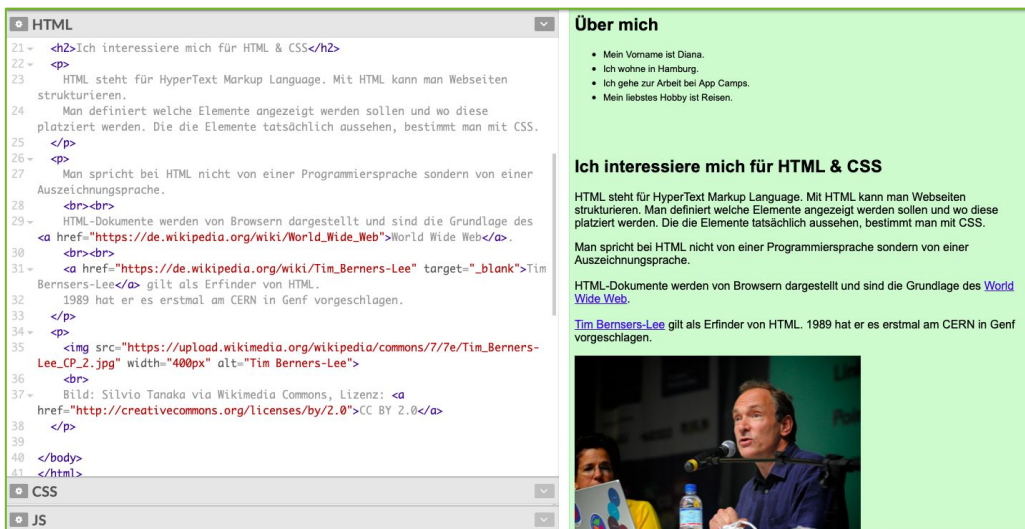 HTML
21 <h2>Ich interessiere mich für HTML & CSS</h2>
22 <p>
23 HTML steht für HyperText Markup Language. Mit HTML kann man Webseiten
strukturieren.
24 Man definiert welche Elemente angezeigt werden sollen und wo diese
platziert werden. Die die Elemente tatsächlich aussehen, bestimmt man mit CSS.
25 </p>
26 <p>
27 Man spricht bei HTML nicht von einer Programmiersprache sondern von einer
Auszeichnungsprache.
28 <br><br>
29 HTML-Dokumente werden von Browsern dargestellt und sind die Grundlage des
<a href="https://de.wikipedia.org/wiki/World_Wide_Web">World Wide Web</a>.
30 <br><br>
31 <a href="https://de.wikipedia.org/wiki/Tim_Berners-Lee" target="_blank">Tim
Bernsers-Lee</a> gilt als Erfinder von HTML.
32 1989 hat er es erstmal am CERN in Genf vorgeschlagen.
33 </p>
34 <p>
35 <img src="https://upload.wikimedia.org/wikipedia/commons/7/7e/Tim_Berners-
Lee_CP_2.jpg" width="400px" alt="Tim Berners-Lee">
36 <br>
37 Bild: Silvio Tanaka via Wikimedia Commons, Lizenz: <a
href="http://creativecommons.org/licenses/by/2.0">CC BY 2.0</a>
38 </p>
39
40 </body>
41 </html>
CSS
JS
Über mich
Mein Vorname ist Diana.
Ich wohne in Hamburg.
Ich gehe zur Arbeit bei App Camps.
Mein liebstes Hobby ist Reisen.
Ich interessiere mich für HTML & CSS
HTML steht für HyperText Markup Language. Mit HTML kann man Webseiten
strukturieren. Man definiert welche Elemente angezeigt werden sollen und wo diese
platziert werden. Die die Elemente tatsächlich aussehen, bestimmt man mit CSS.
Man spricht bei HTML nicht von einer Programmiersprache sondern von einer
Auszeichnungsprache.
HTML-Dokumente werden von Browsern dargestellt und sind die Grundlage des World
Wide Web.
Tim Bernsers-Lee gilt als Erfinder von HTML. 1989 hat er es erstmal am CERN in Genf
vorgeschlagen.